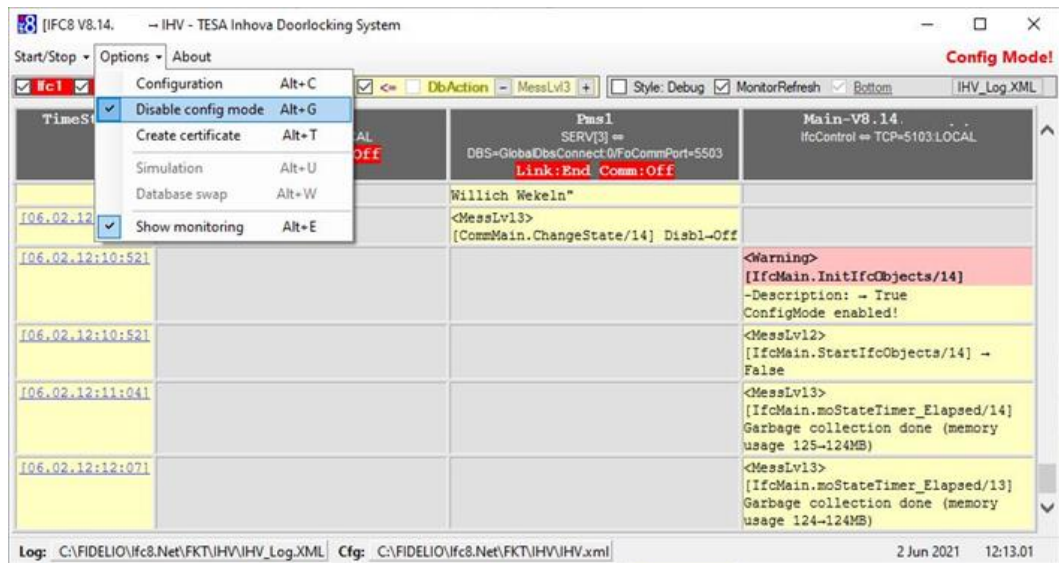 [IFC8 V8.14. → IHV - TESA Inhova Doorlocking System
Start/Stop Options About Config Mode!
Ifc1 <= DbAction - MessLvl3 + Style: Debug MonitorRefresh Bottom IHV_Log.XML
Configuration Alt+C
Disable config mode Alt+G
Create certificate Alt+T
Simulation Alt+U
Database swap Alt+W
Show monitoring Alt+E
TimeSt
AL
Off
Pms1
SERV[3] ⇔
DBS=GlobalDbsConnect:0/FoCommPort=5503
Link:End Comm:Off
Main-V8.14.
IfcControl ⇔ TCP=5103:LOCAL
Willich Wekeln"
[06.02.12
<MessLvl3>
[CommMain.ChangeState/14] Disbl→Off
[06.02.12:10:52]
<Warning>
[IfcMain.InitIfcObjects/14]
-Description: → True
ConfigMode enabled!
[06.02.12:10:52]
<MessLvl2>
[IfcMain.StartIfcObjects/14] →
False
[06.02.12:11:04]
<MessLvl3>
[IfcMain.moStateTimer_Elapsed/14]
Garbage collection done (memory
usage 125→124MB)
[06.02.12:12:07]
<MessLvl3>
[IfcMain.moStateTimer_Elapsed/13]
Garbage collection done (memory
usage 124→124MB)
Log: C:\FIDELIO\Ifc8.Net\FKT\IHV\IHV_Log.XML Cfg: C:\FIDELIO\Ifc8.Net\FKT\IHV\IHV.xml 2 Jun 2021 12:13.01